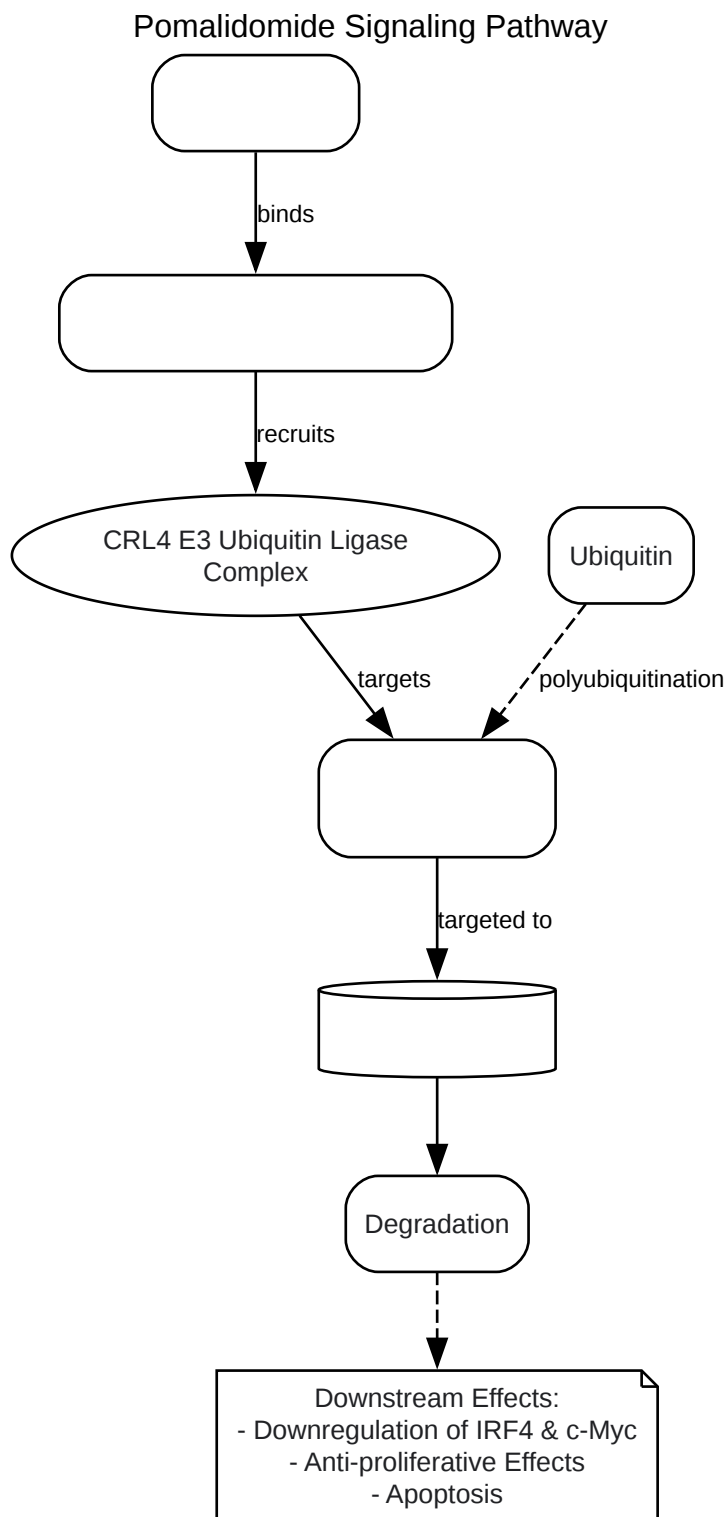 Pomalidomide Signaling Pathway
binds
recruits
CRL4 E3 Ubiquitin Ligase
Complex
Ubiquitin
targets
polyubiquitination
targeted to
Degradation
Downstream Effects:
- Downregulation of IRF4 & c-Myc
- Anti-proliferative Effects
- Apoptosis